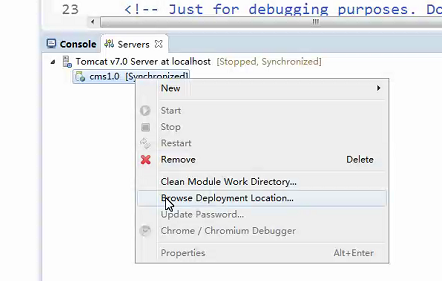 23 <!-- Just for debugging purposes. Do
Console Servers
Tomcat v7.0 Server at localhost [Stopped, Synchronized]
cms1.0 [Synchronized]
New
Start
Stop
Restart
Remove Delete
Clean Module Work Directory...
Browse Deployment Location...
Update Password...
Chrome / Chromium Debugger
Properties Alt+Enter